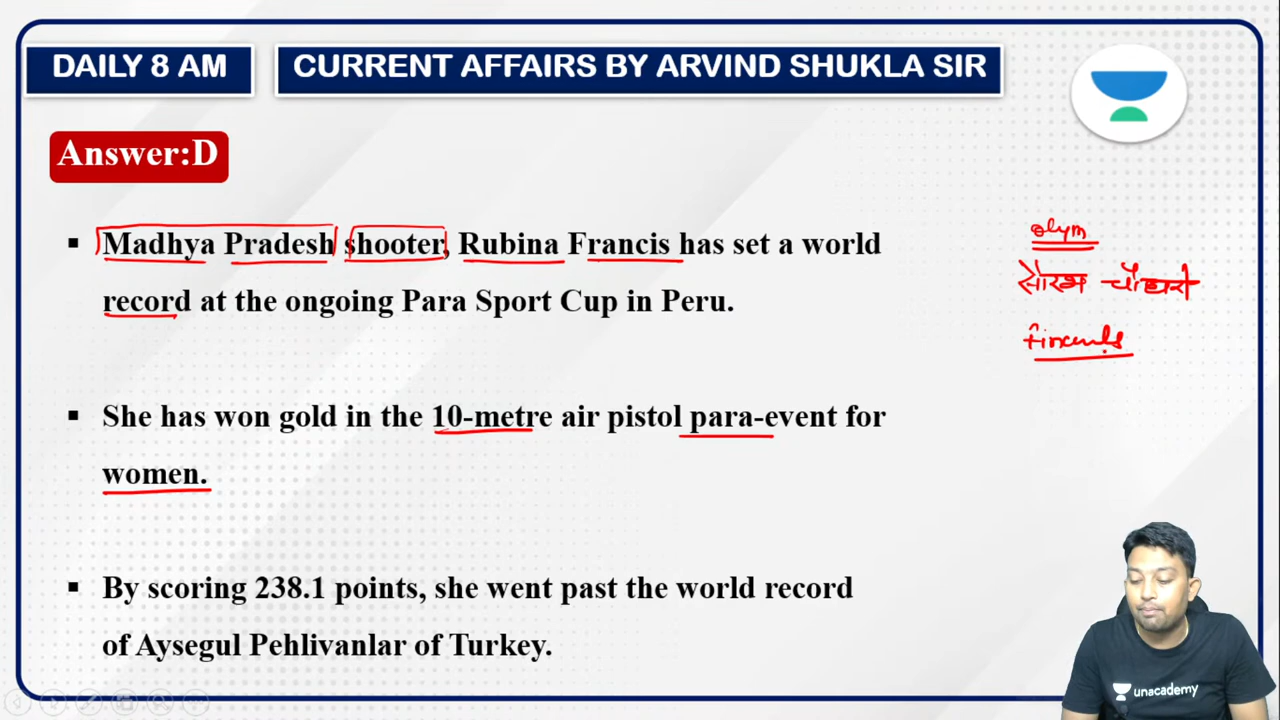 DAILY 8 AM
CURRENT AFFAIRS BY ARVIND SHUKLA SIR
Answer:D
▪ Madhya Pradesh shooter, Rubina Francis has set a world
record at the ongoing Para Sport Cup in Peru.
▪ She has won gold in the 10-metre air pistol para-event for
women.
▪ By scoring 238.1 points, she went past the world record
of Aysegul Pehlivanlar of Turkey.
olym
सौरभ चौधरी
unacademy